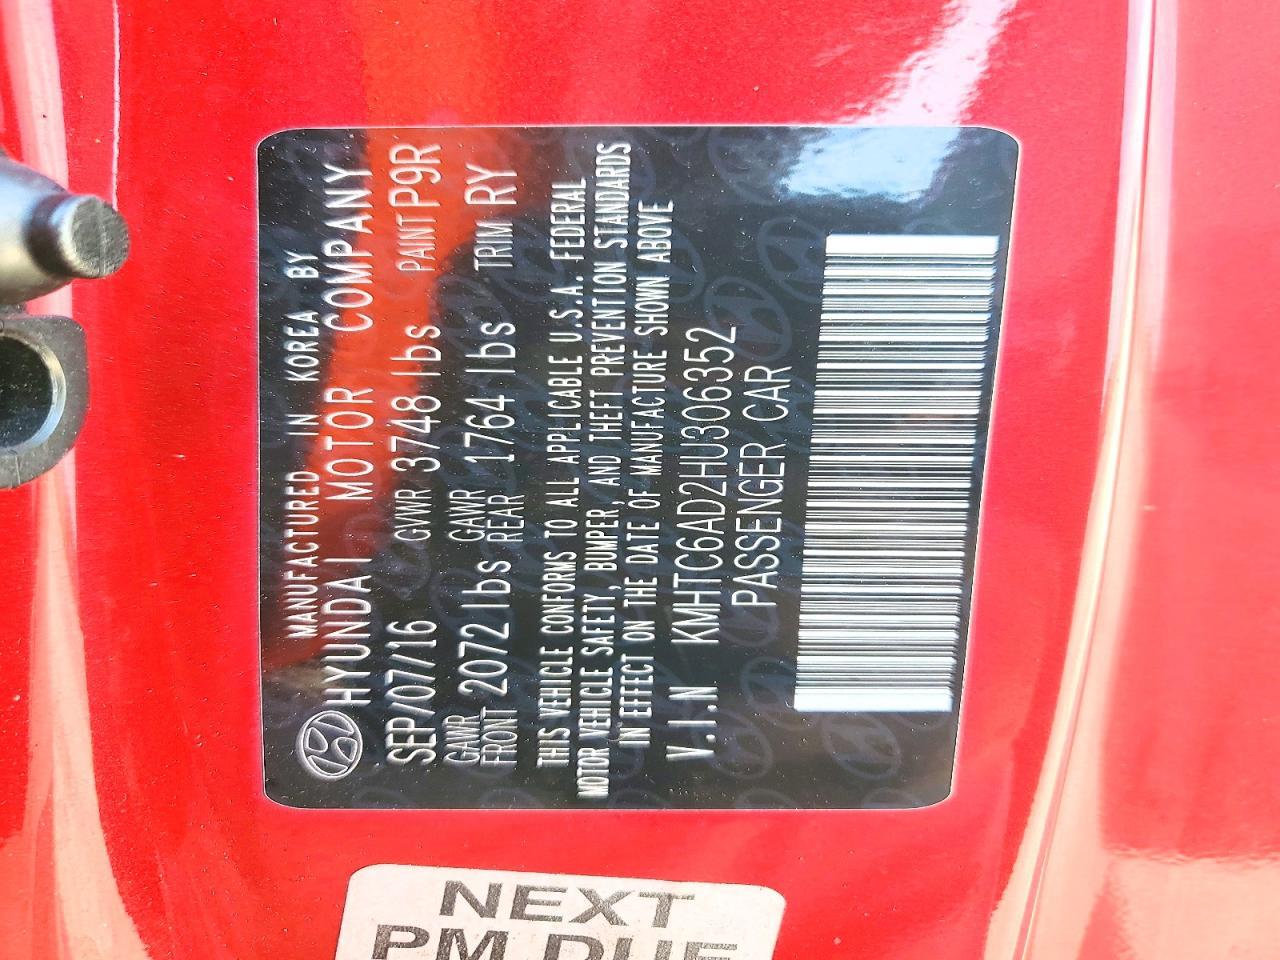 MANUFACTURED IN KOREA BY
HYUNDAI MOTOR COMPANY
SEP/07/16 GVWR 3748 lbs PAINT P9R
GAWR FRONT 2072 lbs GAWR REAR 1764 lbs TRIM RY
THIS VEHICLE CONFORMS TO ALL APPLICABLE U.S.A. FEDERAL
MOTOR VEHICLE SAFETY, BUMPER, AND THEFT PREVENTION STANDARDS
IN EFFECT ON THE DATE OF MANUFACTURE SHOWN ABOVE
V.I.N KMHTC6AD2HU306352
PASSENGER CAR
NEXT
PM DUE